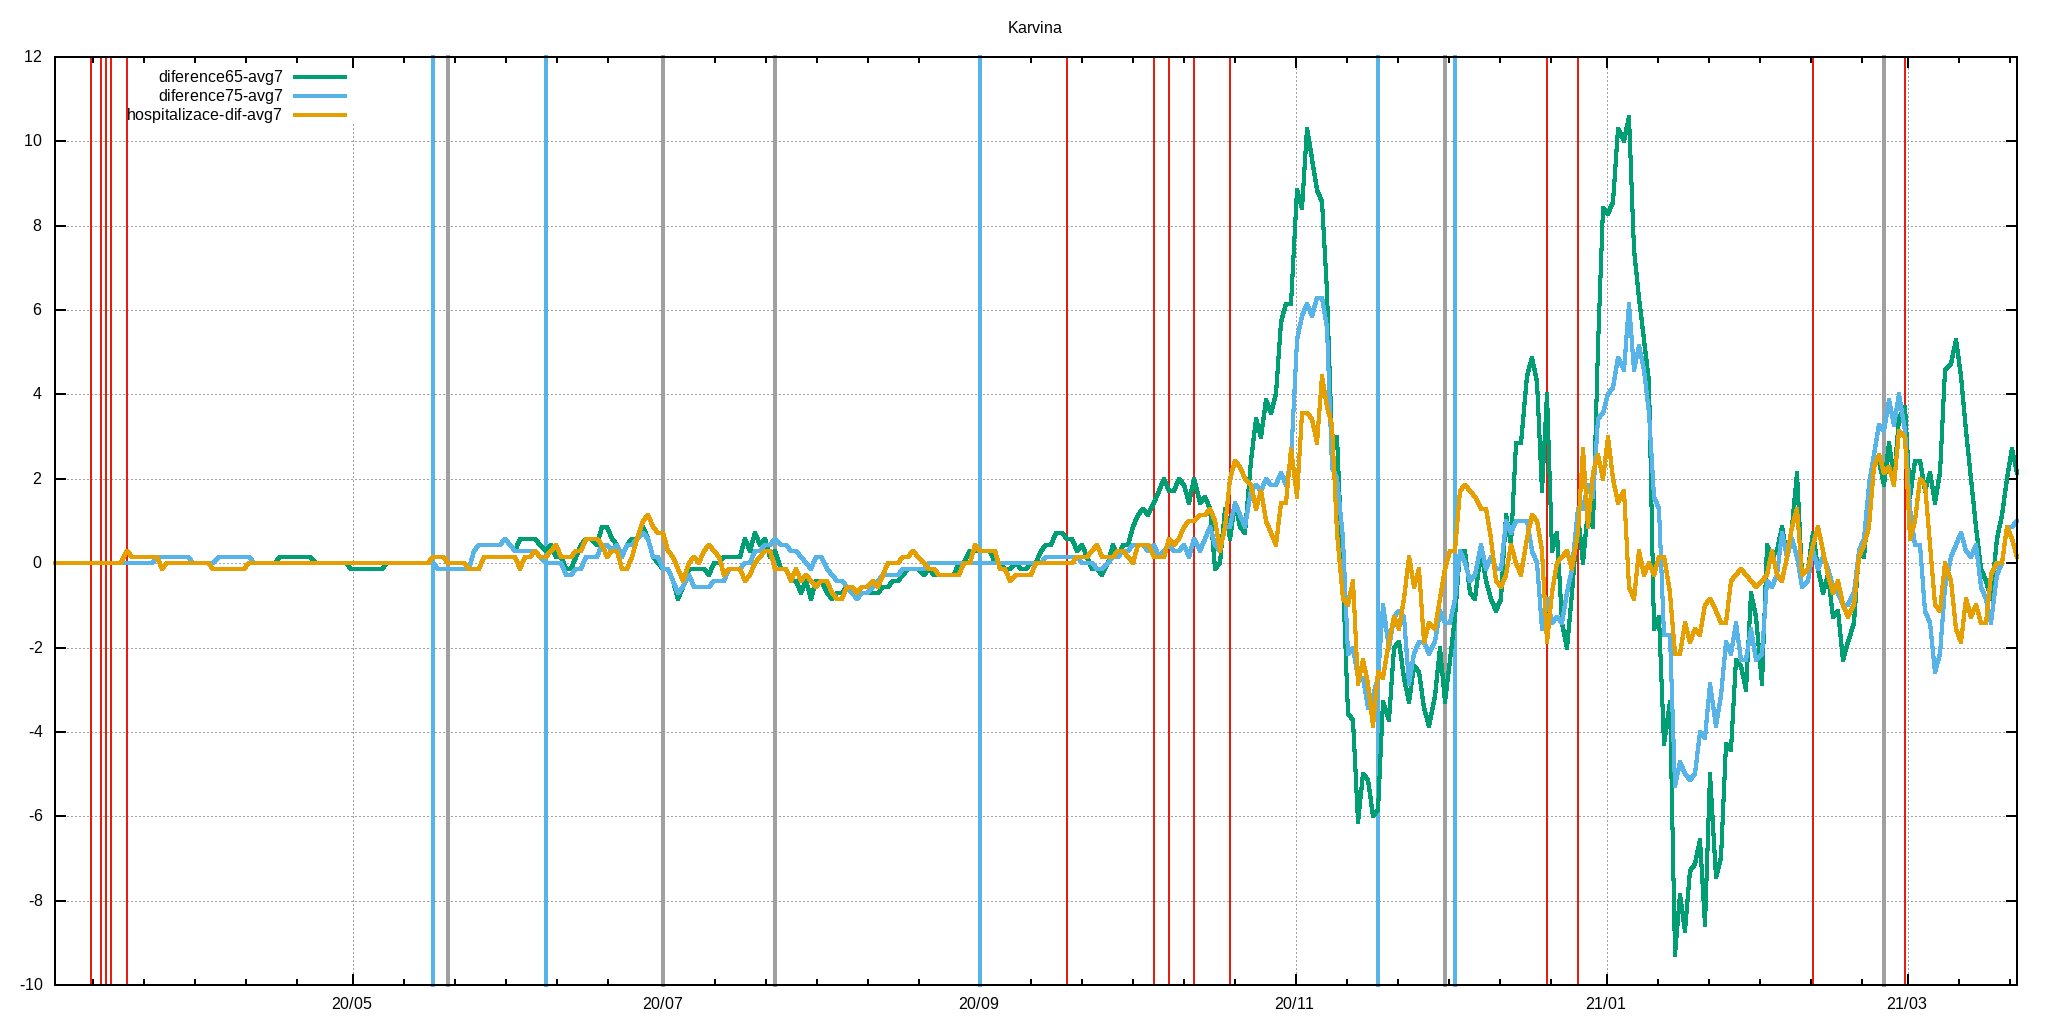 Karvina
12
diference65-avg7
diference75-avg7
hospitalizace-dif-avg7
10
8
6
4
2
0
-2
-4
-6
-8
-10
20/05 20/07 20/09 20/11 21/01 21/03